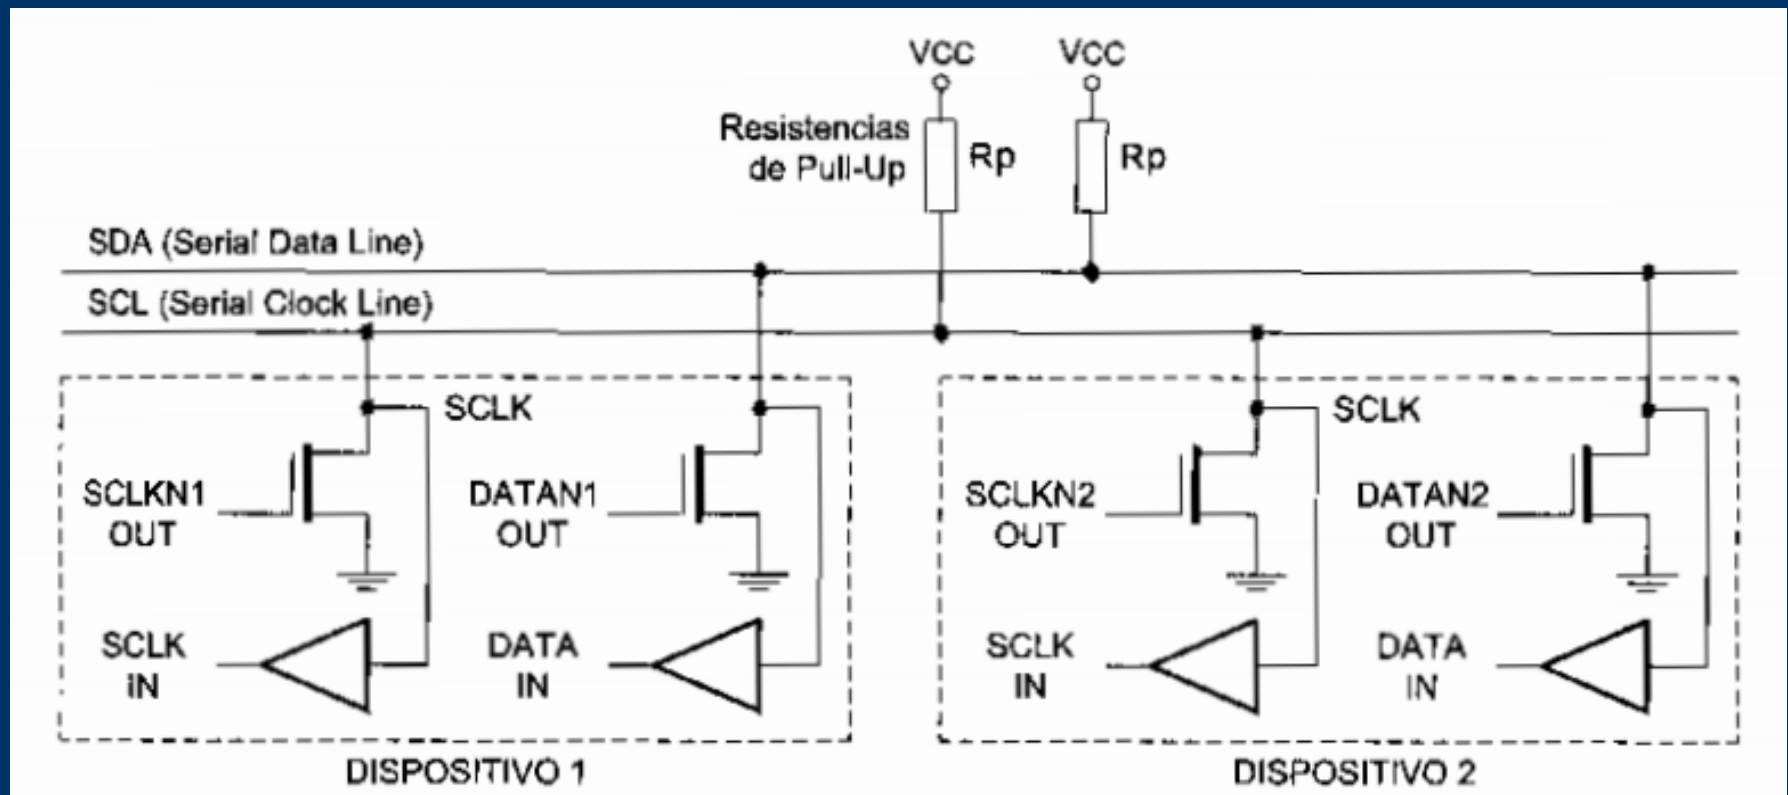 VCC
VCC
Resistencias
de Pull-Up
Rp
Rp
SDA (Serial Data Line)
SCL (Serial Clock Line)
SCLK
SCLKN1
OUT
DATAN1
OUT
SCLK
IN
DATA
IN
SCLK
SCLKN2
OUT
DATAN2
OUT
SCLK
IN
DATA
IN
DISPOSITIVO 1
DISPOSITIVO 2